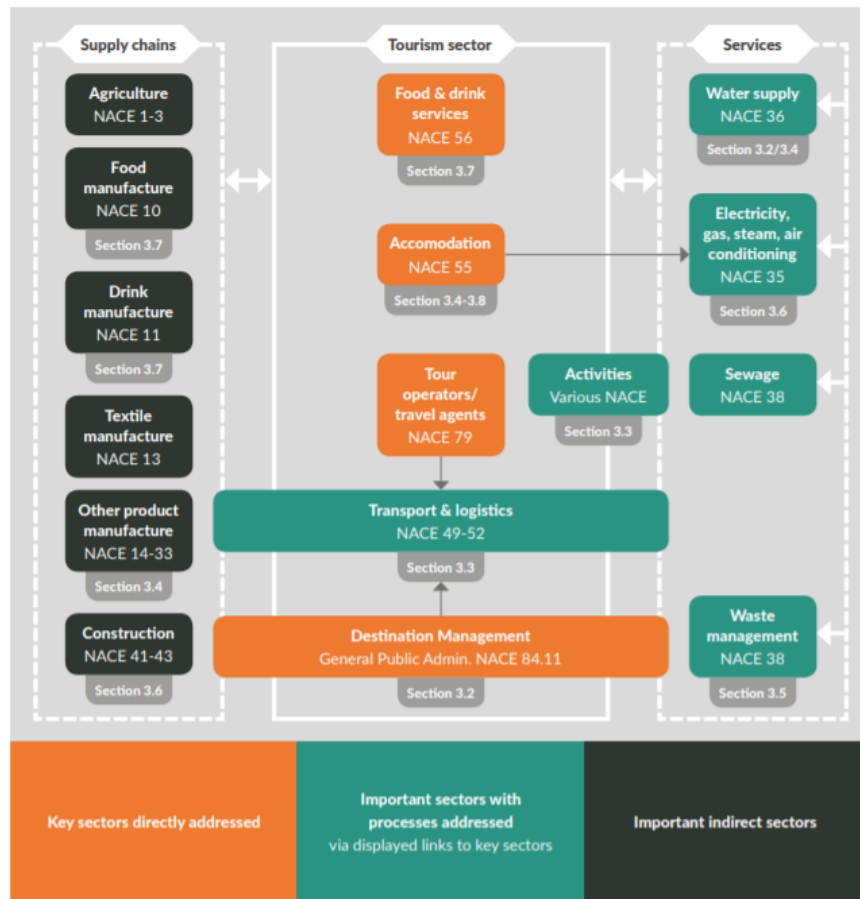 Supply chains
Agriculture
NACE 1-3
Food
manufacture
NACE 10
Section 3.7
Drink
manufacture
NACE 11
Section 3.7
Textile
manufacture
NACE 13
Other product
manufacture
NACE 14-33
Section 3.4
Construction
NACE 41-43
Section 3.6
Tourism sector
Food & drink
services
NACE 56
Section 3.7
Accomodation
NACE 55
Section 3.4-3.8
Tour
operators/
travel agents
NACE 79
Activities
Various NACE
Section 3.3
Transport & logistics
NACE 49-52
Section 3.3
Destination Management
General Public Admin. NACE 84.11
Section 3.2
Services
Water supply
NACE 36
Section 3.2/3.4
Electricity,
gas, steam, air
conditioning
NACE 35
Section 3.6
Sewage
NACE 38
Waste
management
NACE 38
Section 3.5
Key sectors directly addressed
Important sectors with
processes addressed
via displayed links to key sectors
Important indirect sectors